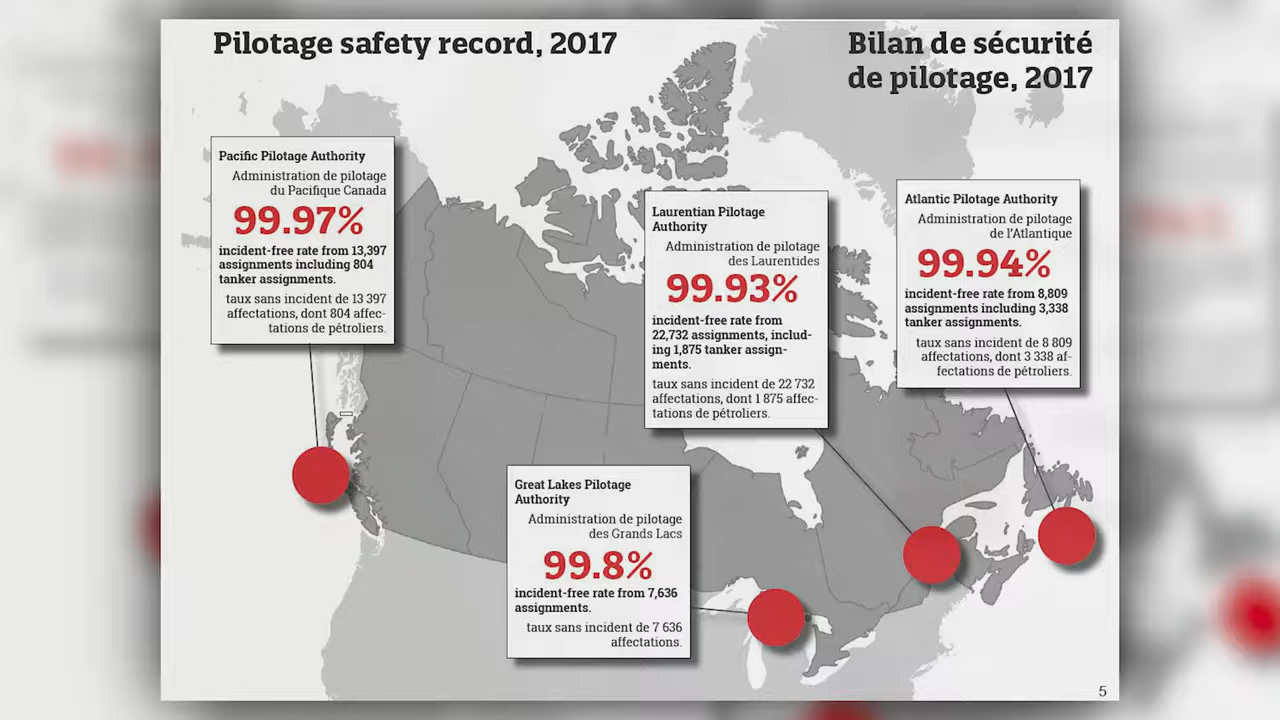 Pilotage safety record, 2017
Bilan de sécurité
de pilotage, 2017
Pacific Pilotage Authority
Administration de pilotage
du Pacifique Canada
99.97%
incident-free rate from 13,397
assignments including 804
tanker assignments.
taux sans incident de 13 397
affectations, dont 804 affec-
tations de pétroliers.
Laurentian Pilotage
Authority
Administration de pilotage
des Laurentides
99.93%
incident-free rate from
22,732 assignments, includ-
ing 1,875 tanker assign-
ments.
taux sans incident de 22 732
affectations, dont 1 875 affec-
tations de pétroliers.
Atlantic Pilotage Authority
Administration de pilotage
de l'Atlantique
99.94%
incident-free rate from 8,809
assignments including 3,338
tanker assignments.
taux sans incident de 8 809
affectations, dont 3 338 af-
fectations de pétroliers.
Great Lakes Pilotage
Authority
Administration de pilotage
des Grands Lacs
99.8%
incident-free rate from 7,636
assignments.
taux sans incident de 7 636
affectations.
5